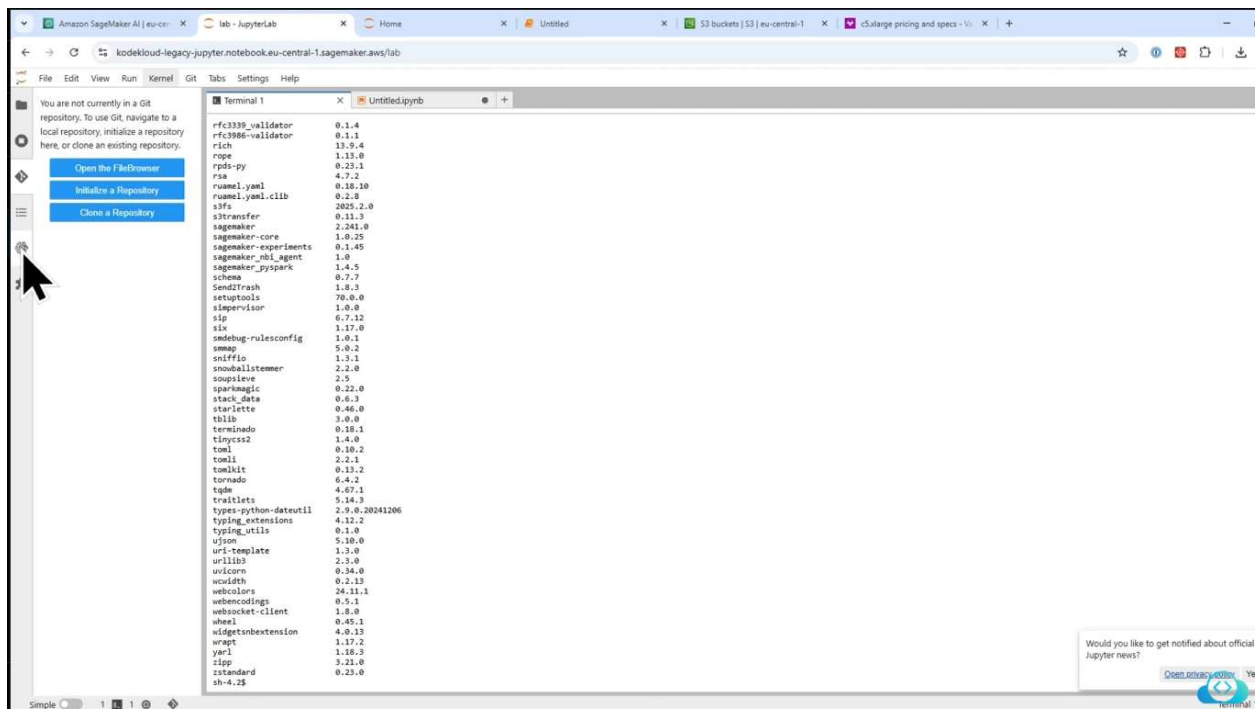 Amazon SageMaker AI | eu-cen
lab - JupyterLab
Home
Untitled
S3 buckets | S3 | eu-central-1
c5.xlarge pricing and specs - Va
kodekloud-legacy-jupyter.notebook.eu-central-1.sagemaker.aws/lab
File Edit View Run Kernel Git Tabs Settings Help
You are not currently in a Git
repository. To use Git, navigate to a
local repository, initialize a repository
here, or clone an existing repository.
Open the FileBrowser
Initialize a Repository
Clone a Repository
Terminal 1
Untitled.ipynb
rfc3339_validator 0.1.4
rfc3986-validator 0.1.1
rich 13.9.4
rope 1.13.0
rpds-py 0.23.1
rsa 4.7.2
ruamel.yaml 0.18.10
ruamel.yaml.clib 0.2.8
s3fs 2025.2.0
s3transfer 0.11.3
sagemaker 2.241.0
sagemaker-core 1.0.25
sagemaker-experiments 0.1.45
sagemaker_nbi_agent 1.0
sagemaker_pyspark 1.4.5
schema 0.7.7
Send2Trash 1.8.3
setuptools 70.0.0
simpervisor 1.0.0
sip 6.7.12
six 1.17.0
smdebug-rulesconfig 1.0.1
smmap 5.0.2
sniffio 1.3.1
snowballstemmer 2.2.0
soupsieve 2.5
sparkmagic 0.22.0
stack_data 0.6.3
starlette 0.46.0
tblib 3.0.0
terminado 0.18.1
tinycss2 1.4.0
toml 0.10.2
tomli 2.2.1
tomlkit 0.13.2
tornado 6.4.2
tqdm 4.67.1
traitlets 5.14.3
types-python-dateutil 2.9.0.20241206
typing_extensions 4.12.2
typing_utils 0.1.0
ujson 5.10.0
uri-template 1.3.0
urllib3 2.3.0
uvicorn 0.34.0
wcwidth 0.2.13
webcolors 24.11.1
webencodings 0.5.1
websocket-client 1.8.0
wheel 0.45.1
widgetsnbextension 4.0.13
wrapt 1.17.2
yarl 1.18.3
zipp 3.21.0
zstandard 0.23.0
sh-4.2$
Would you like to get notified about official
Jupyter news?
Open privacy policy Ye
Simple 1 1
Terminal